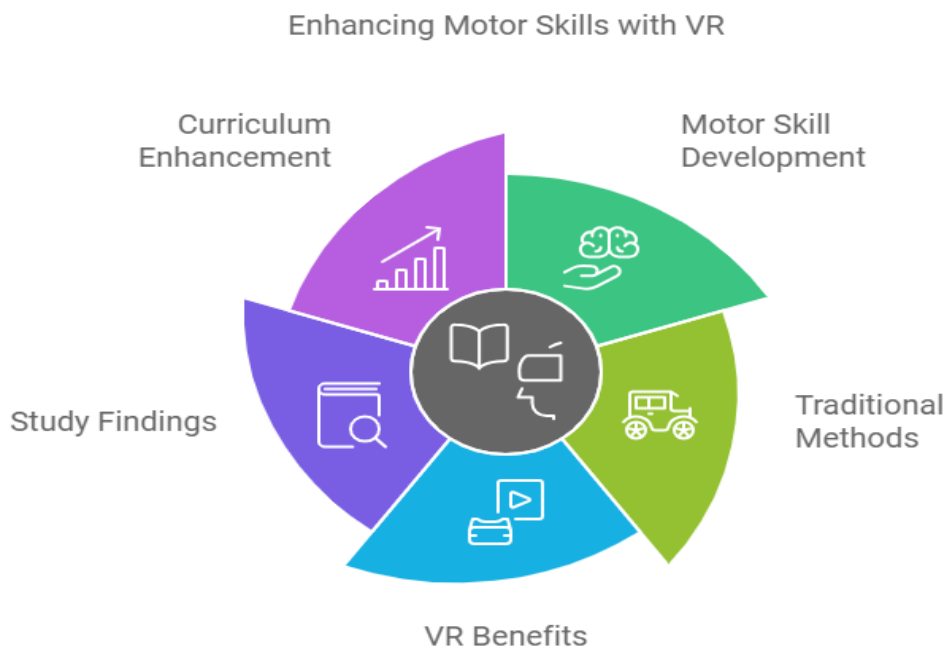 Enhancing Motor Skills with VR
Curriculum
Enhancement
Motor Skill
Development
Study Findings
Traditional
Methods
VR Benefits